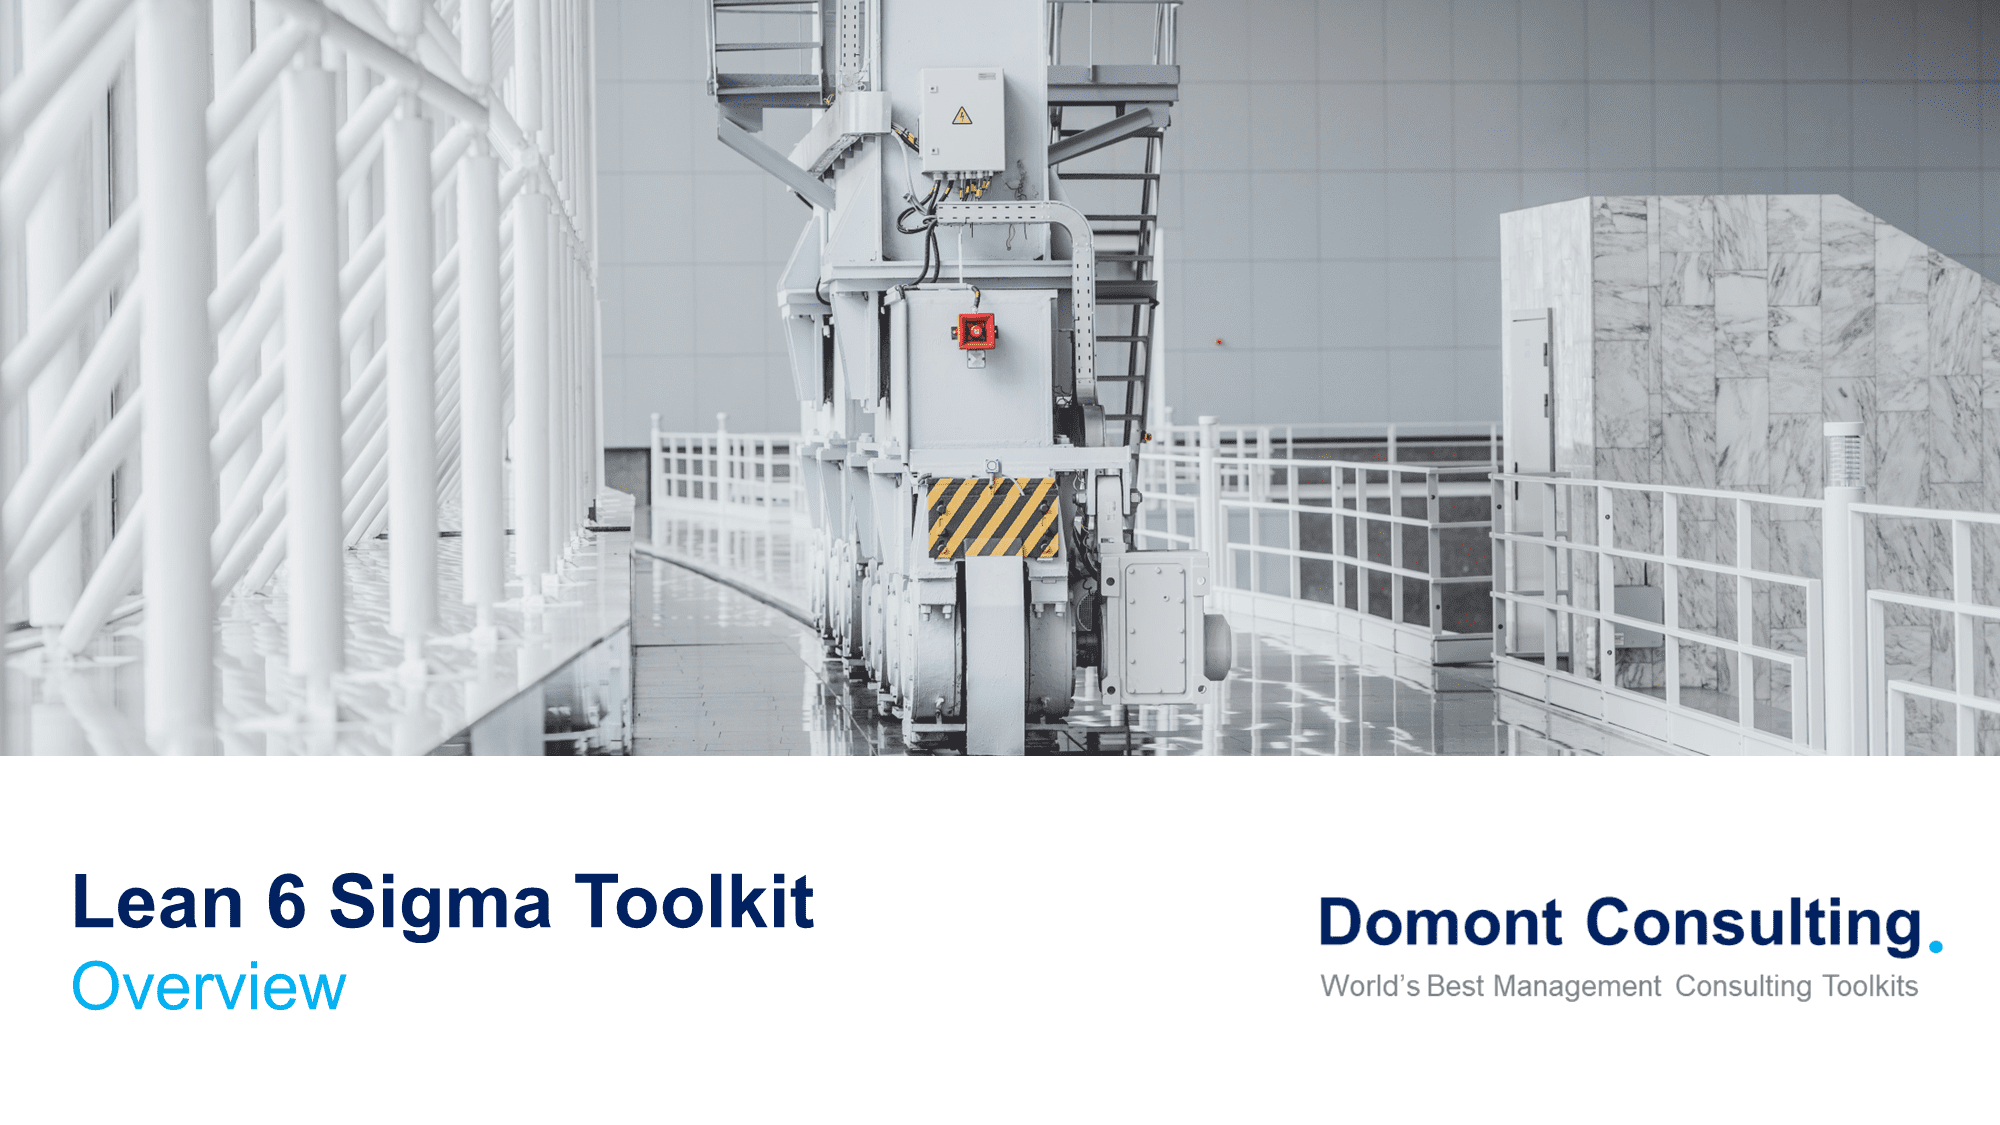 Lean 6 Sigma Toolkit
Overview
Domont Consulting.
World's Best Management Consulting Toolkits